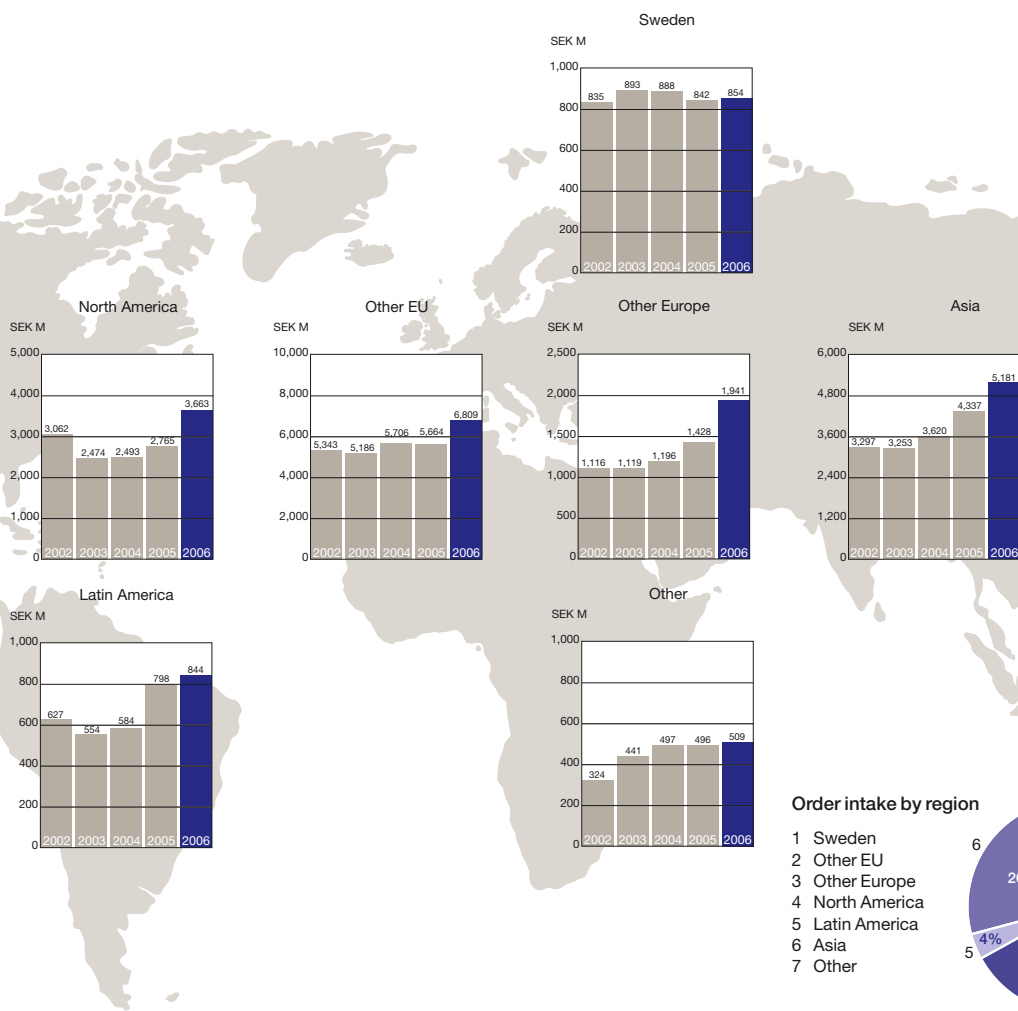 Sweden
SEK M
1,000
800
600
400
200
0
835
893
888
842
854
2002 2003 2004 2005 2006
North America
SEK M
5,000
4,000
3,000
2,000
1,000
0
3,062
2,474
2,493
2,765
3,663
2002 2003 2004 2005 2006
Other EU
SEK M
10,000
8,000
6,000
4,000
2,000
0
5,343
5,186
5,706
5,664
6,809
2002 2003 2004 2005 2006
Other Europe
SEK M
2,500
2,000
1,500
1,000
500
0
1,116
1,119
1,196
1,428
1,941
2002 2003 2004 2005 2006
Asia
SEK M
6,000
4,800
3,600
2,400
1,200
0
3,297
3,253
3,620
4,337
5,181
2002 2003 2004 2005 2006
Latin America
SEK M
1,000
800
600
400
200
0
627
554
584
798
844
2002 2003 2004 2005 2006
Other
SEK M
1,000
800
600
400
200
0
324
441
497
496
509
2002 2003 2004 2005 2006
Order intake by region
1 Sweden
2 Other EU
3 Other Europe
4 North America
5 Latin America
6 Asia
7 Other
6
4%
5